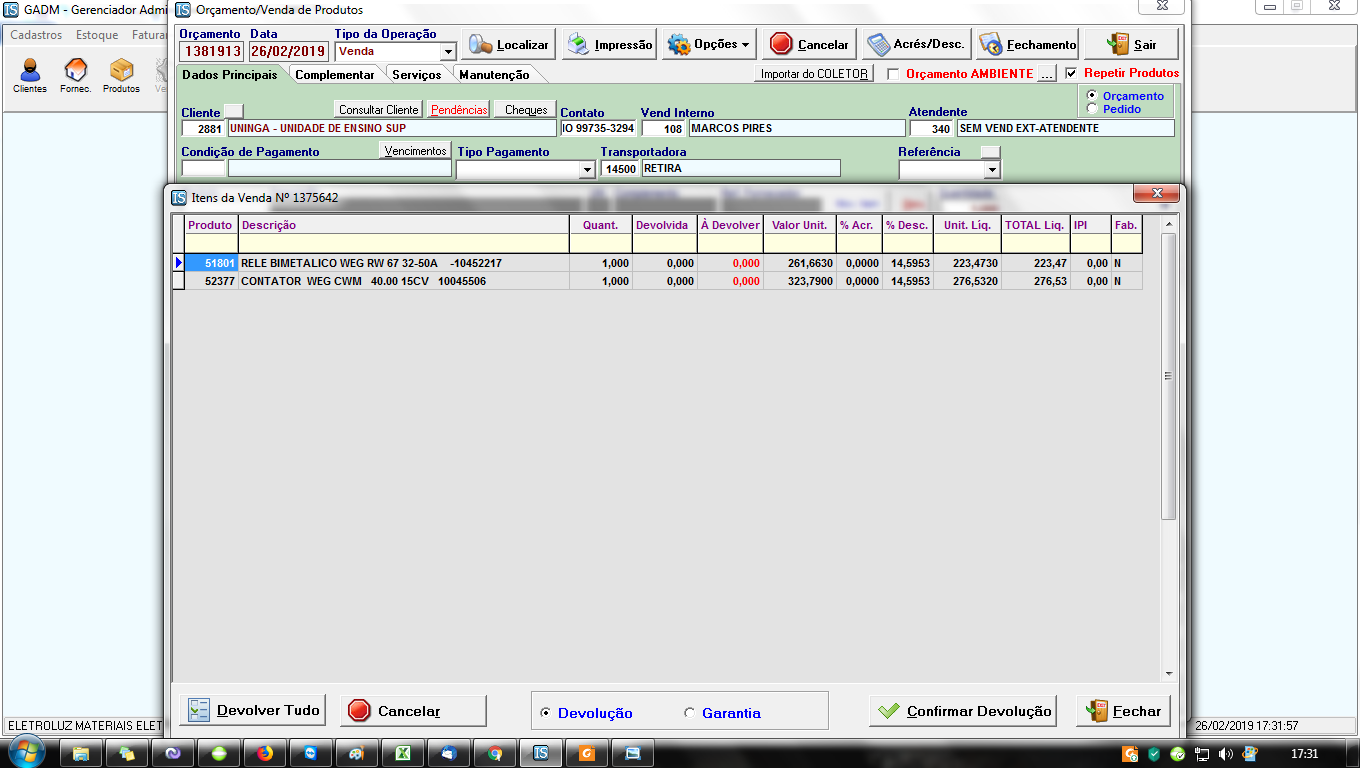 GADM - Gerenciador Admi
Orçamento/Venda de Produtos
Cadastros Estoque Fatura
Clientes Fornec. Produtos
Orçamento Data Tipo da Operação
1381913 26/02/2019 Venda
Localizar Impressão Opções Cancelar Acrés/Desc. Fechamento Sair
Dados Principais Complementar Serviços Manutenção Importar do COLETOR Orçamento AMBIENTE ... Repetir Produtos
Orçamento
Pedido
Cliente Consultar Cliente Pendências Cheques Contato Vend Interno Atendente
2881 UNINGA - UNIDADE DE ENSINO SUP IO 99735-3294 108 MARCOS PIRES 340 SEM VEND EXT-ATENDENTE
Condição de Pagamento Vencimentos Tipo Pagamento Transportadora Referência
14500 RETIRA
Itens da Venda Nº 1375642
Produto Descrição Quant. Devolvida À Devolver Valor Unit. % Acr. % Desc. Unit. Líq. TOTAL Liq. IPI Fab.
51801 RELE BIMETALICO WEG RW 67 32-50A -10452217 1,000 0,000 0,000 261,6630 0,0000 14,5953 223,4730 223,47 0,00 N
52377 CONTATOR WEG CWM 40.00 15CV 10045506 1,000 0,000 0,000 323,7900 0,0000 14,5953 276,5320 276,53 0,00 N
Devolver Tudo Cancelar Devolução Garantia Confirmar Devolução Fechar
ELETROLUZ MATERIAIS ELET 26/02/2019 17:31:57
17:31